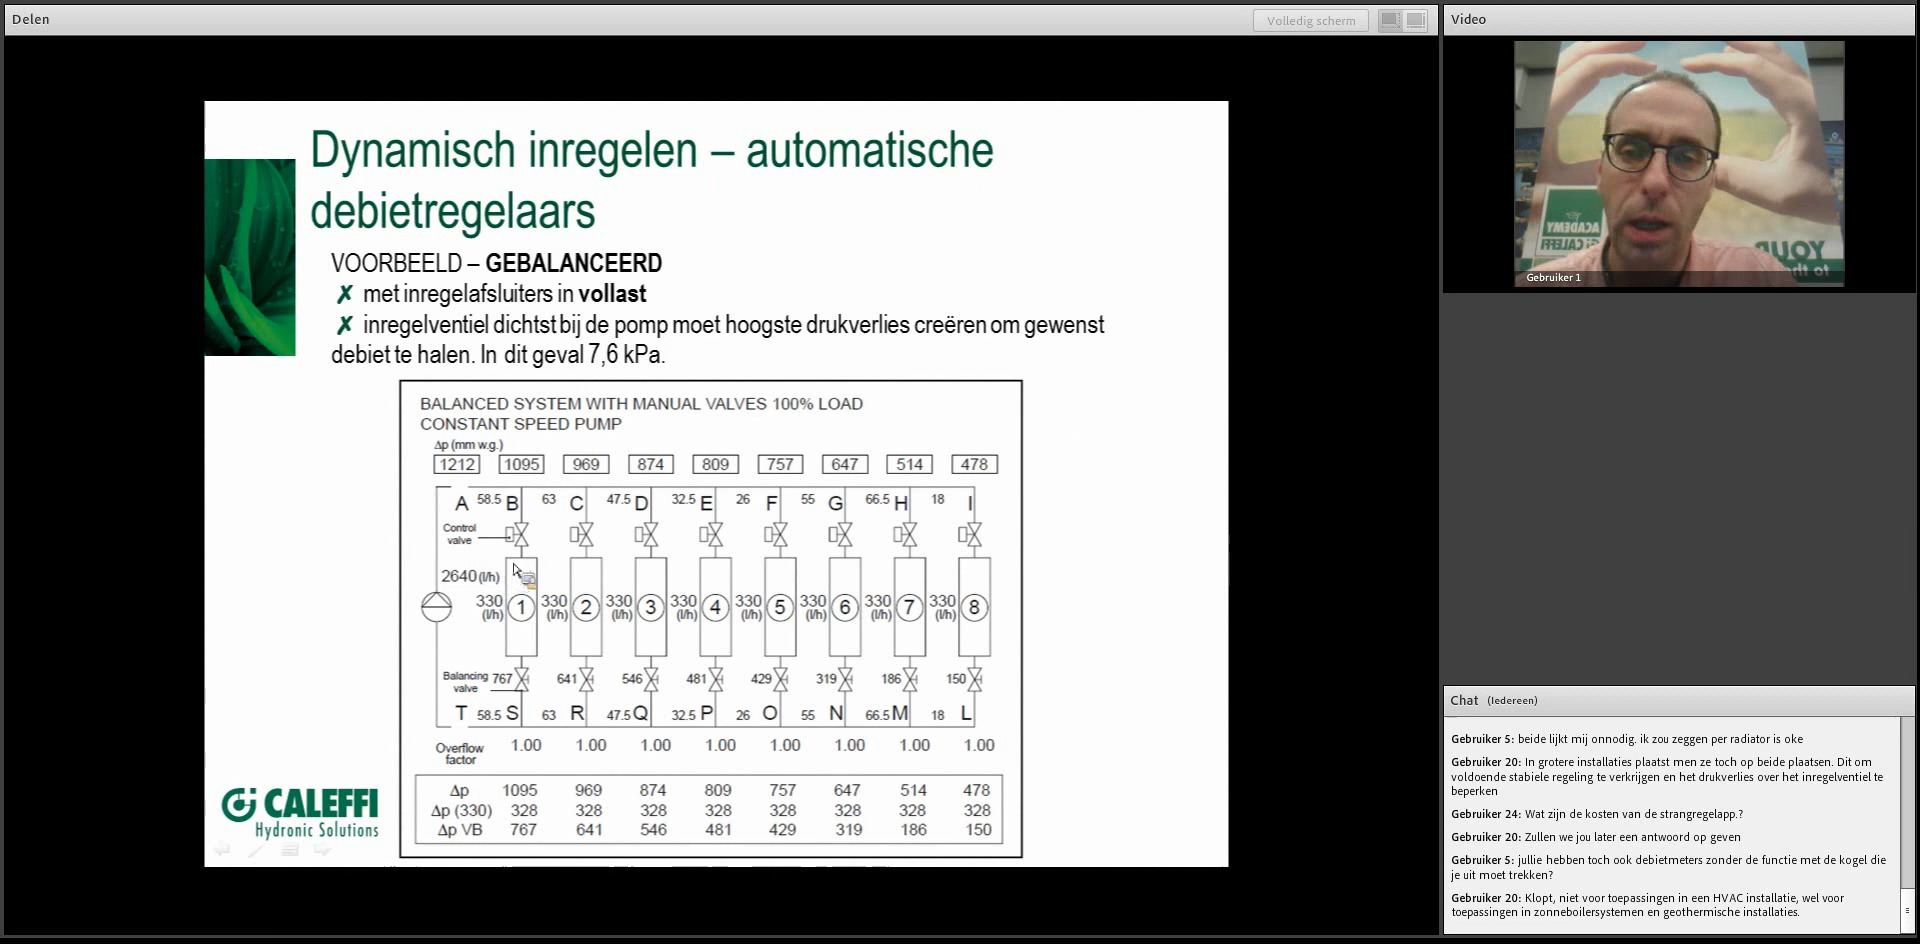 Delen
Volledig scherm
Dynamisch inregelen – automatische
debietregelaars
VOORBEELD – GEBALANCEERD
✗ met inregelafsluiters in vollast
✗ inregelventiel dichtst bij de pomp moet hoogste drukverlies creëren om gewenst
debiet te halen. In dit geval 7,6 kPa.
BALANCED SYSTEM WITH MANUAL VALVES 100% LOAD
CONSTANT SPEED PUMP
Δp (mm w.g.)
1212 1095 969 874 809 757 647 514 478
A 58.5 B 63 C 47.5 D 32.5 E 26 F 55 G 66.5 H 18 I
Control
valve
2640 (l/h)
330 1 330 2 330 3 330 4 330 5 330 6 330 7 330 8
(l/h) (l/h) (l/h) (l/h) (l/h) (l/h) (l/h) (l/h)
Balancing 767 641 546 481 429 319 186 150
valve
T 58.5 S 63 R 47.5 Q 32.5 P 26 O 55 N 66.5 M 18 L
Overflow 1.00 1.00 1.00 1.00 1.00 1.00 1.00 1.00
factor
Δp 1095 969 874 809 757 647 514 478
Δp (330) 328 328 328 328 328 328 328 328
Δp VB 767 641 546 481 429 319 186 150
CALEFFI
Hydronic Solutions
Video
ACADEMY
CALEFFI
YOUR
to th
Gebruiker 1
Chat (Iedereen)
Gebruiker 5: beide lijkt mij onnodig. ik zou zeggen per radiator is oke
Gebruiker 20: In grotere installaties plaatst men ze toch op beide plaatsen. Dit om
voldoende stabiele regeling te verkrijgen en het drukverlies over het inregelventiel te
beperken
Gebruiker 24: Wat zijn de kosten van de strangregelapp.?
Gebruiker 20: Zullen we jou later een antwoord op geven
Gebruiker 5: jullie hebben toch ook debietmeters zonder de functie met de kogel die
je uit moet trekken?
Gebruiker 20: Klopt, niet voor toepassingen in een HVAC installatie, wel voor
toepassingen in zonneboilersystemen en geothermische installaties.